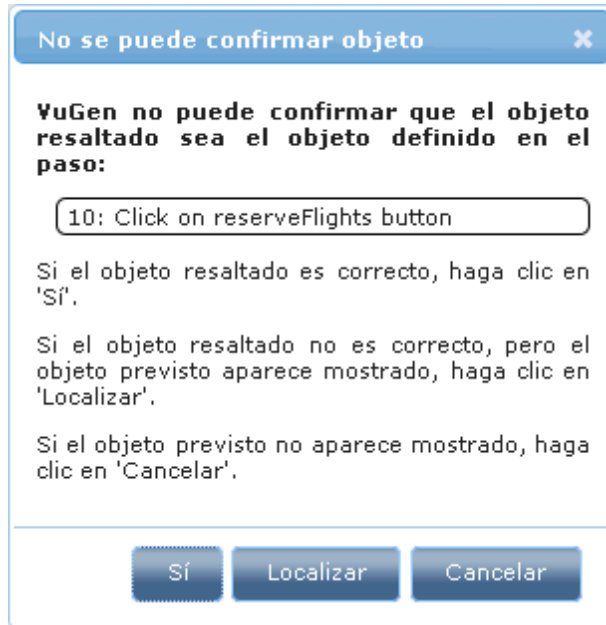 No se puede confirmar objeto
VuGen no puede confirmar que el objeto
resaltado sea el objeto definido en el
paso:
10: Click on reserveFlights button
Si el objeto resaltado es correcto, haga clic en
'Sí'.
Si el objeto resaltado no es correcto, pero el
objeto previsto aparece mostrado, haga clic en
'Localizar'.
Si el objeto previsto no aparece mostrado, haga
clic en 'Cancelar'.
Sí Localizar Cancelar